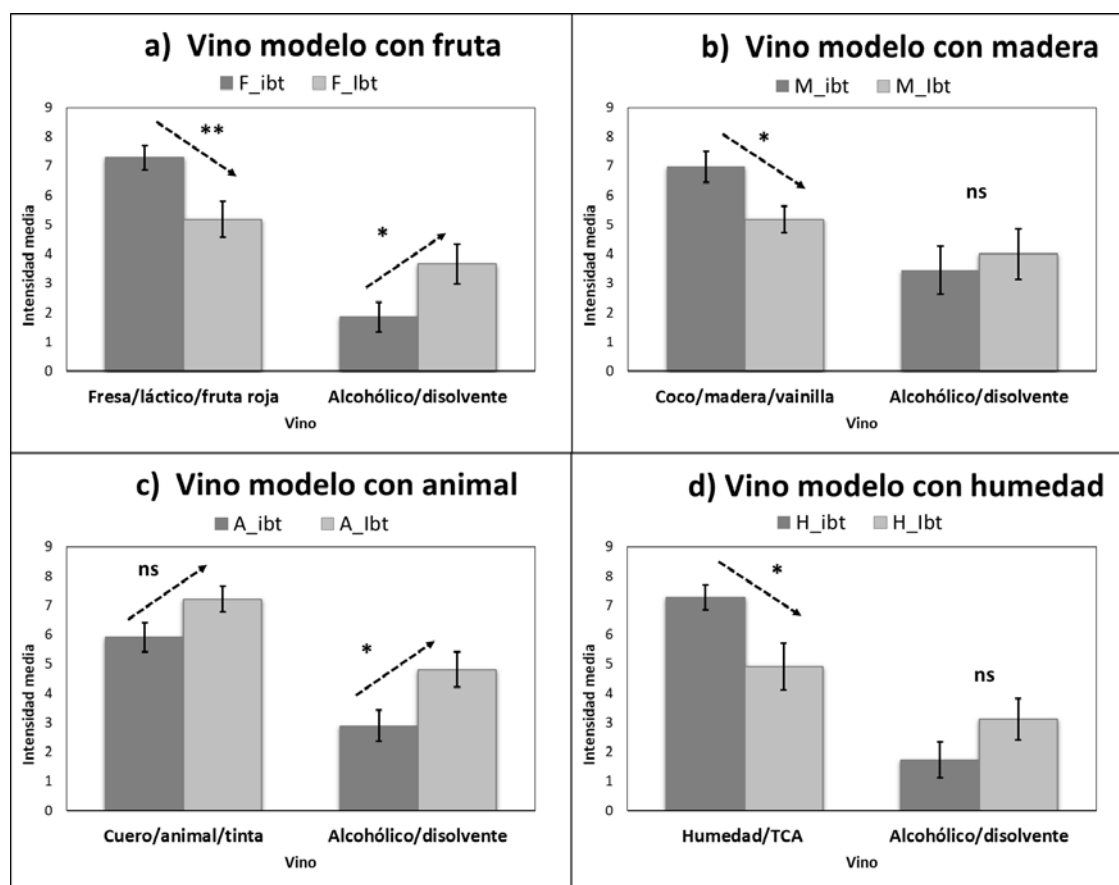 a) Vino modelo con fruta
F_ibt F_Ibt
Intensidad media
9
8
7
6
5
4
3
2
1
0
**
*
Fresa/láctico/fruta roja Alcohólico/disolvente
Vino
b) Vino modelo con madera
M_ibt M_Ibt
Intensidad media
9
8
7
6
5
4
3
2
1
0
*
ns
Coco/madera/vainilla Alcohólico/disolvente
Vino
c) Vino modelo con animal
A_ibt A_Ibt
Intensidad media
9
8
7
6
5
4
3
2
1
0
ns
*
Cuero/animal/tinta Alcohólico/disolvente
Vino
d) Vino modelo con humedad
H_ibt H_Ibt
Intensidad media
9
8
7
6
5
4
3
2
1
0
*
ns
Humedad/TCA Alcohólico/disolvente
Vino